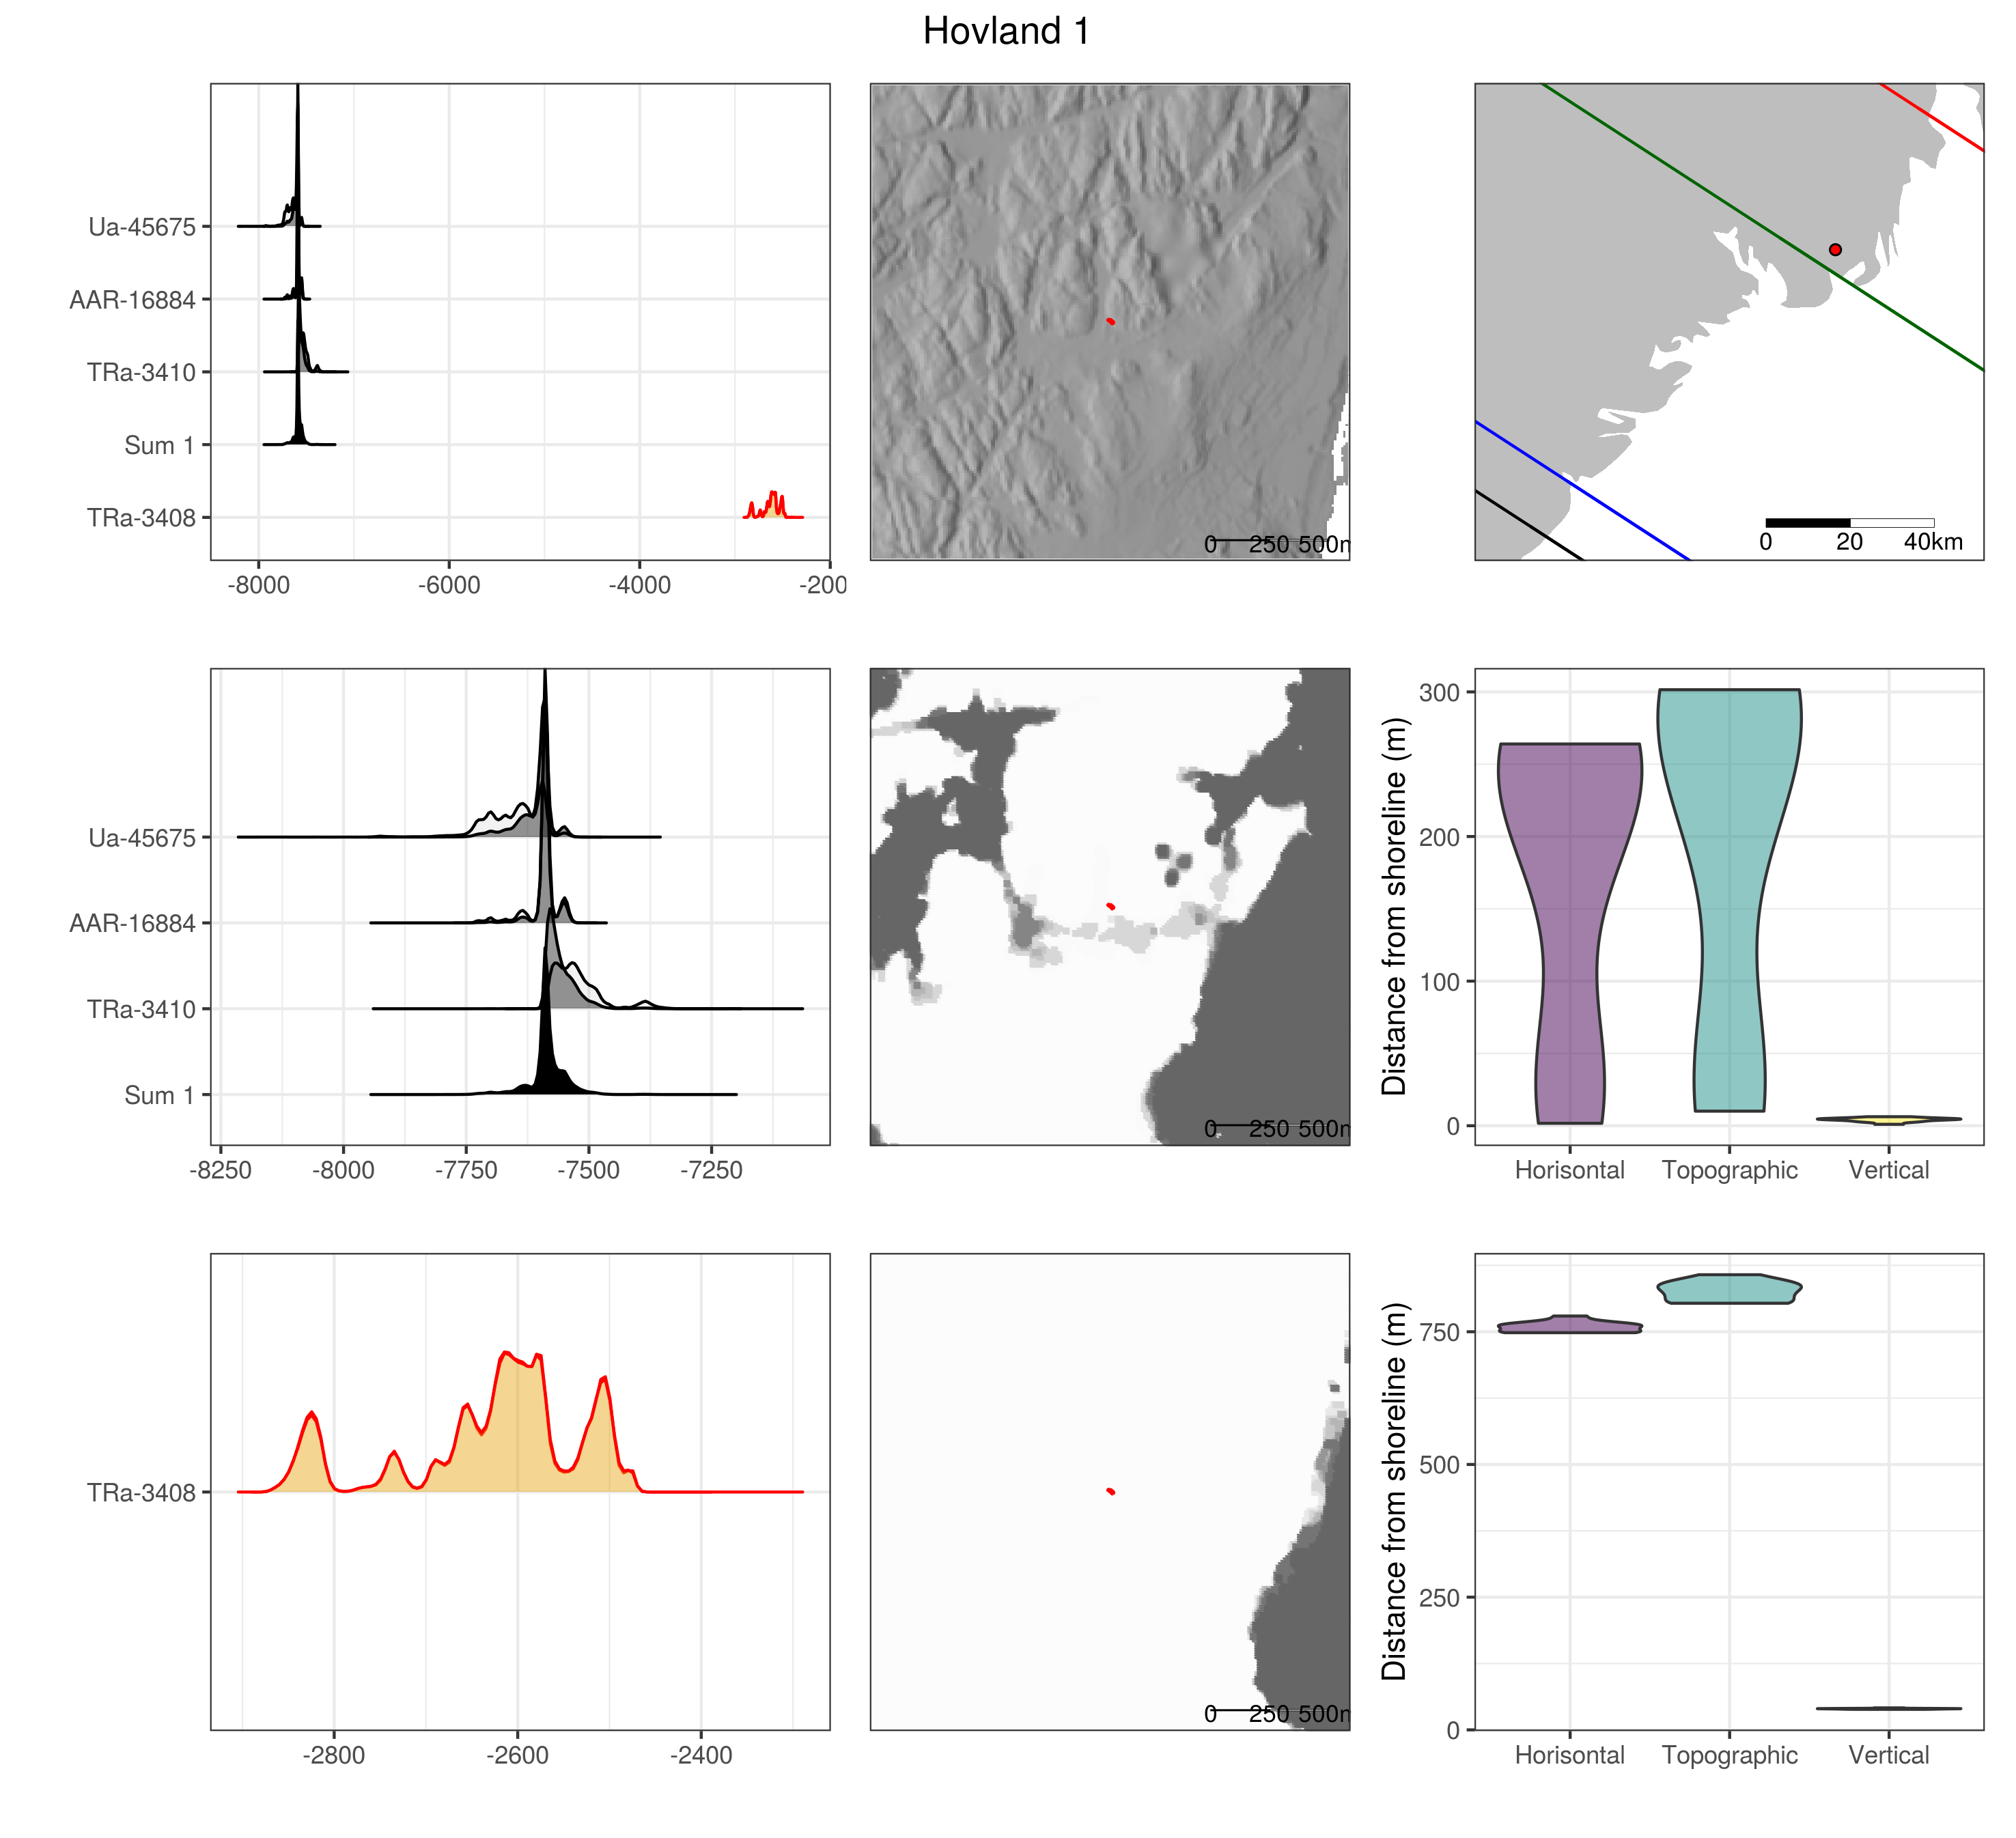 Hovland 1
Ua-45675
AAR-16884
TRa-3410
Sum 1
TRa-3408
-8000 -6000 -4000 -200
0 250 500m
0 20 40km
Ua-45675
AAR-16884
TRa-3410
Sum 1
-8250 -8000 -7750 -7500 -7250
0 250 500m
Distance from shoreline (m)
300
200
100
0
Horisontal Topographic Vertical
TRa-3408
-2800 -2600 -2400
0 250 500m
Distance from shoreline (m)
750
500
250
0
Horisontal Topographic Vertical